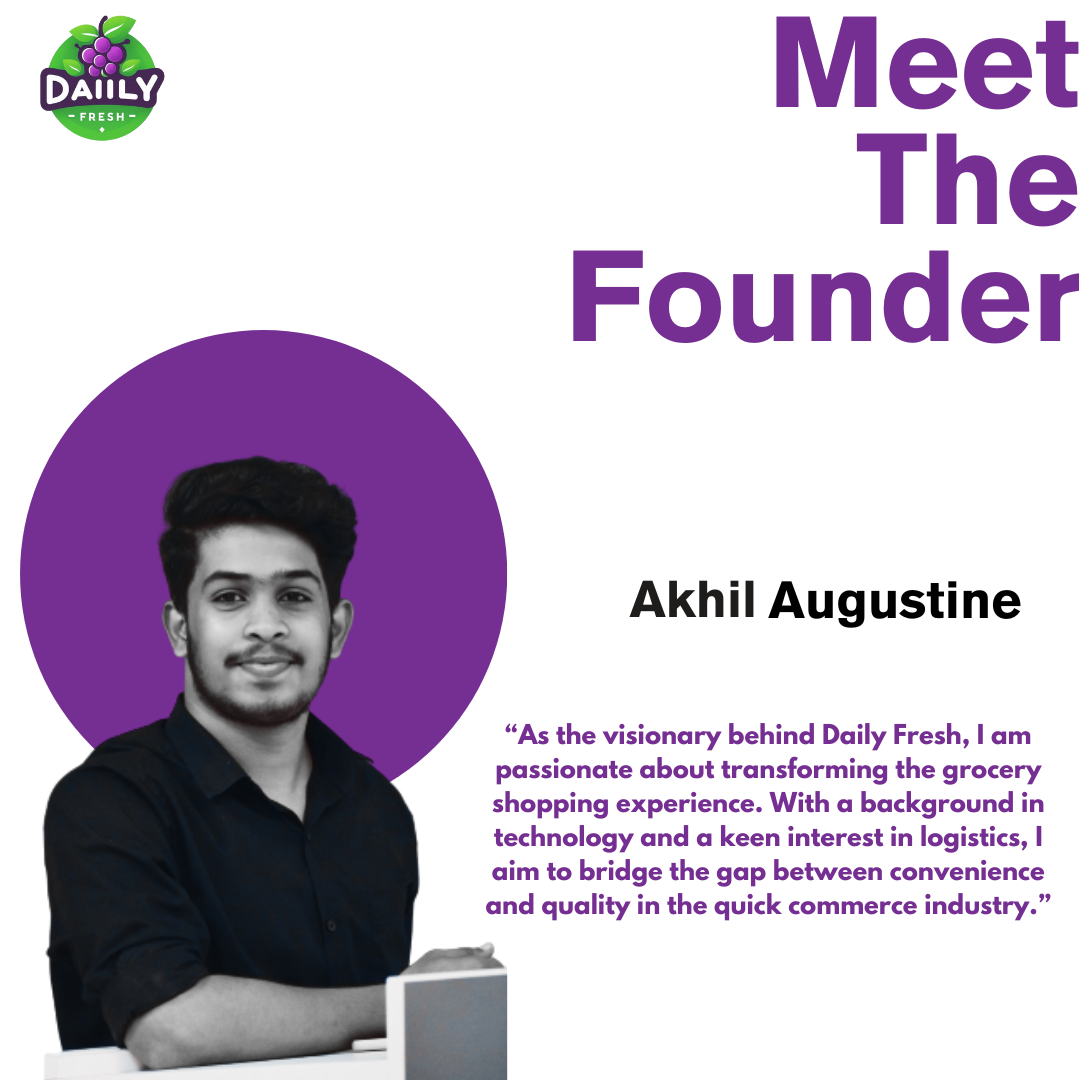 DAIILY
- FRESH -
Meet
The
Founder
Akhil Augustine
“As the visionary behind Daily Fresh, I am
passionate about transforming the grocery
shopping experience. With a background in
technology and a keen interest in logistics, I
aim to bridge the gap between convenience
and quality in the quick commerce industry.”